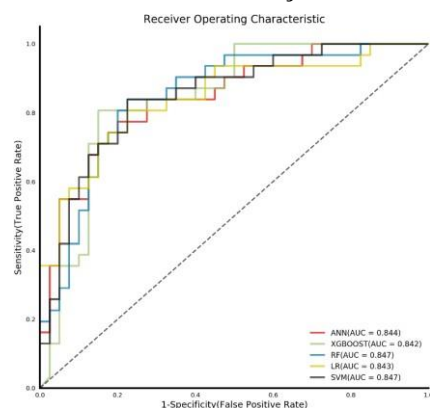 Receiver Operating Characteristic
1.0
0.8
0.6
0.4
0.2
0.0
Sensitivity(True Positive Rate)
ANN(AUC = 0.844)
XGBOOST(AUC = 0.842)
RF(AUC = 0.847)
LR(AUC = 0.843)
SVM(AUC = 0.847)
0.0 0.2 0.4 0.6 0.8 1.0
1-Specificity(False Positive Rate)